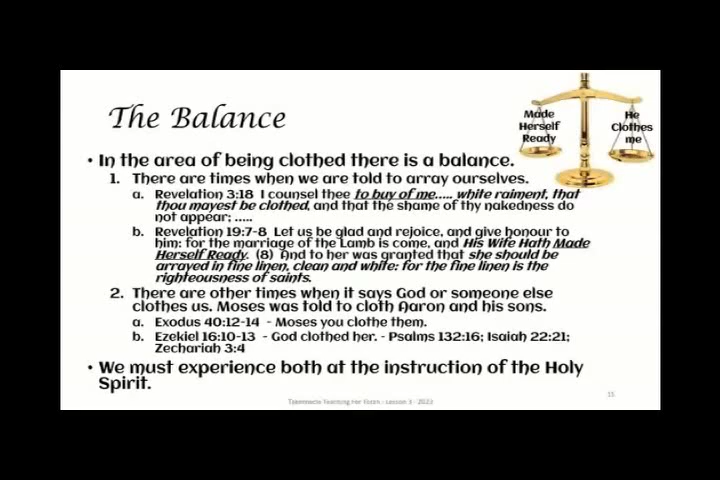 The Balance
Made
Herself
Ready
He
Clothes
me
• In the area of being clothed there is a balance.
1. There are times when we are told to array ourselves.
a. Revelation 3:18 I counsel thee to buy of me..... white raiment, that
thou mayest be clothed, and that the shame of thy nakedness do
not appear; .....
b. Revelation 19:7-8 Let us be glad and rejoice, and give honour to
him: for the marriage of the Lamb is come, and His Wife Hath Made
Herself Ready. (8) And to her was granted that she should be
arrayed in fine linen, clean and white: for the fine linen is the
righteousness of saints.
2. There are other times when it says God or someone else
clothes us. Moses was told to cloth Aaron and his sons.
a. Exodus 40:12-14 - Moses you clothe them.
b. Ezekiel 16:10-13 - God clothed her. - Psalms 132:16; Isaiah 22:21;
Zechariah 3:4
• We must experience both at the instruction of the Holy
Spirit.
Tabernacle Teaching For Teens - Lesson 3 - 2023